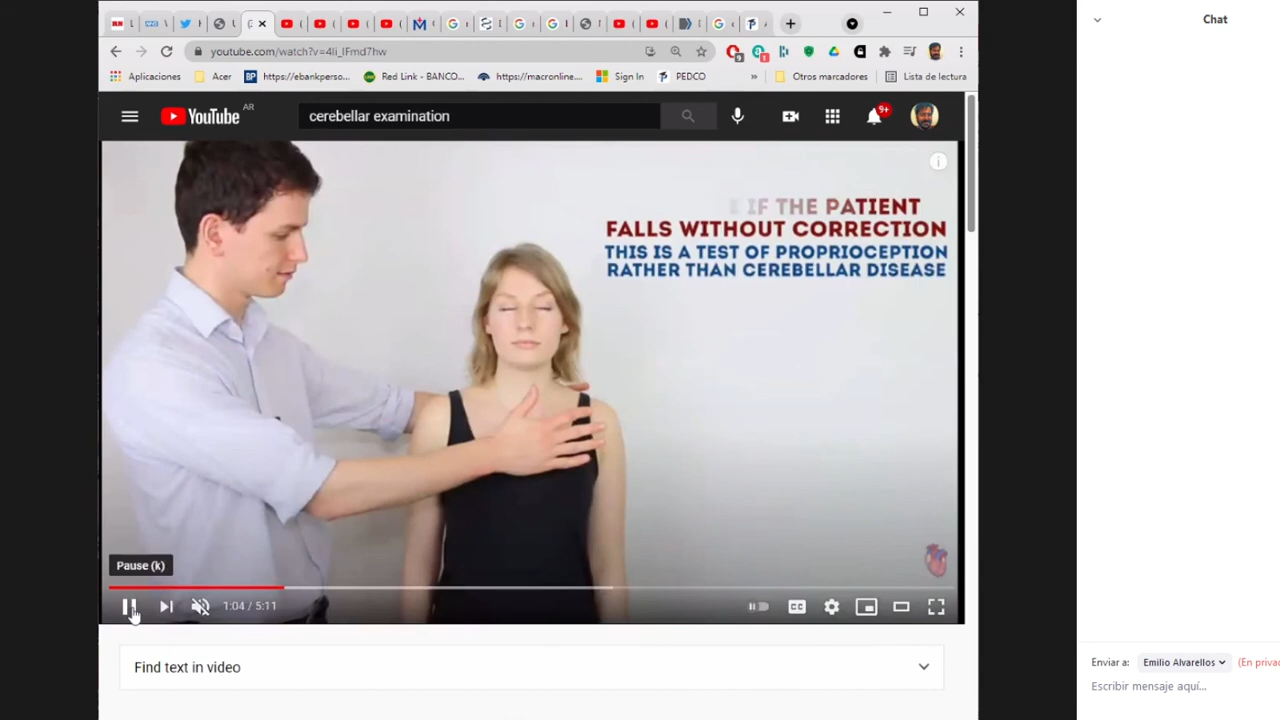 youtube.com/watch?v=4Ii_lFmd7hw
Aplicaciones
Acer
https://ebankperso...
Red Link - BANCO...
https://macronline....
Sign In
PEDCO
»
Otros marcadores
Lista de lectura
YouTube AR
cerebellar examination
9+
IF THE PATIENT
FALLS WITHOUT CORRECTION
THIS IS A TEST OF PROPRIOCEPTION
RATHER THAN CEREBELLAR DISEASE
Pause (k)
1:04 / 5:11
CC
Find text in video
Chat
Enviar a: Emilio Alvarellos (En priva
Escribir mensaje aquí...